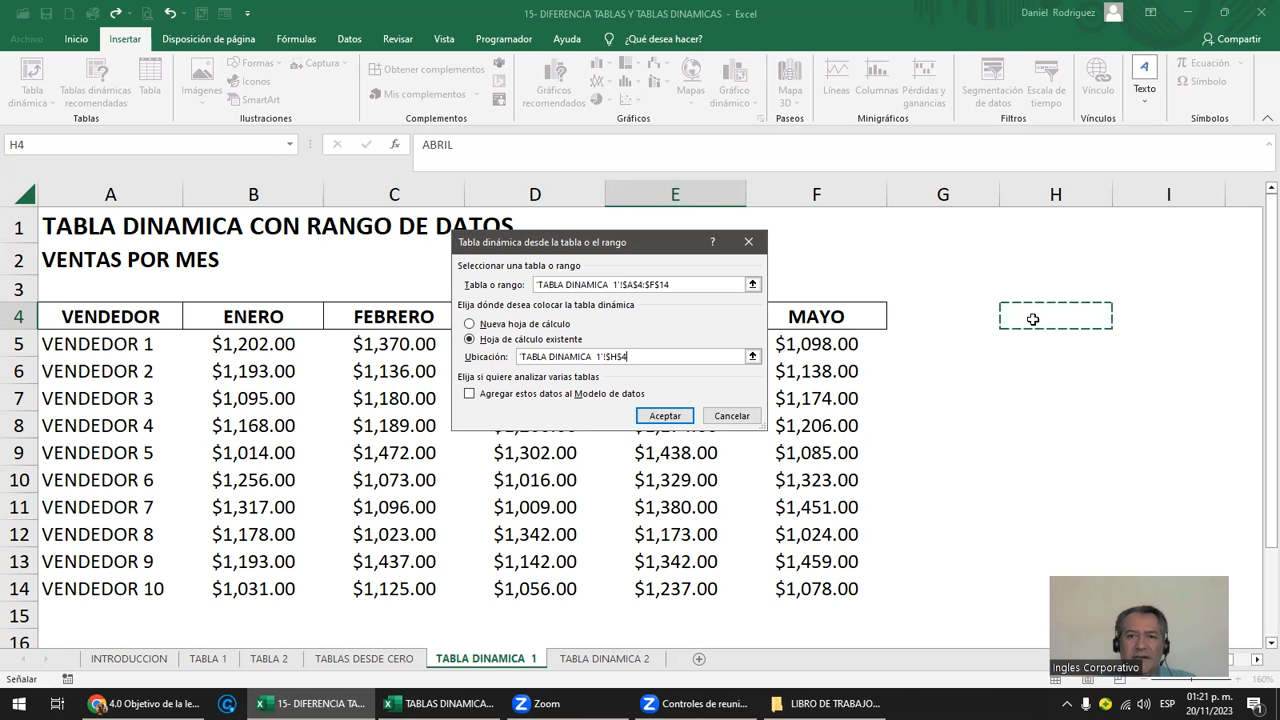 15- DIFERENCIA TABLAS Y TABLAS DINAMICAS - Excel
Daniel Rodriguez
Archivo Inicio Insertar Disposición de página Fórmulas Datos Revisar Vista Programador Ayuda ¿Qué desea hacer? Compartir
Tabla dinámica
Tablas dinámicas recomendadas
Tabla
Tablas
Imágenes
Formas
Iconos
SmartArt
Captura
Ilustraciones
Obtener complementos
Mis complementos
Complementos
Gráficos recomendados
Mapas
Gráfico dinámico
Gráficos
Mapa 3D
Paseos
Líneas
Columnas
Pérdidas y ganancias
Minigráficos
Segmentación de datos
Escala de tiempo
Filtros
Vínculo
Vínculos
Texto
Ecuación
Símbolo
Símbolos
H4 fx ABRIL
A B C D E F G H I
1 TABLA DINAMICA CON RANGO DE DATOS
2 VENTAS POR MES
3
4 VENDEDOR ENERO FEBRERO MAYO
5 VENDEDOR 1 $1,202.00 $1,370.00 $1,098.00
6 VENDEDOR 2 $1,193.00 $1,136.00 $1,138.00
7 VENDEDOR 3 $1,095.00 $1,180.00 $1,174.00
8 VENDEDOR 4 $1,168.00 $1,189.00 $1,206.00
9 VENDEDOR 5 $1,014.00 $1,472.00 $1,302.00 $1,438.00 $1,085.00
10 VENDEDOR 6 $1,256.00 $1,073.00 $1,016.00 $1,329.00 $1,323.00
11 VENDEDOR 7 $1,317.00 $1,096.00 $1,009.00 $1,380.00 $1,451.00
12 VENDEDOR 8 $1,178.00 $1,023.00 $1,342.00 $1,173.00 $1,024.00
13 VENDEDOR 9 $1,193.00 $1,437.00 $1,142.00 $1,342.00 $1,459.00
14 VENDEDOR 10 $1,031.00 $1,125.00 $1,056.00 $1,237.00 $1,078.00
15
16
Tabla dinámica desde la tabla o el rango ?
Seleccionar una tabla o rango
Tabla o rango: 'TABLA DINAMICA 1'!$A$4:$F$14
Elija dónde desea colocar la tabla dinámica
Nueva hoja de cálculo
Hoja de cálculo existente
Ubicación: 'TABLA DINAMICA 1'!$H$4
Elija si quiere analizar varias tablas
Agregar estos datos al Modelo de datos
Aceptar Cancelar
Ingles Corporativo
INTRODUCCION TABLA 1 TABLA 2 TABLAS DESDE CERO TABLA DINAMICA 1 TABLA DINAMICA 2
Señalar 160%
4.0 Objetivo de la le... 15- DIFERENCIA TA... TABLAS DINAMICA... Zoom Controles de reuni... LIBRO DE TRABAJO... ESP 01:21 p. m.
20/11/2023